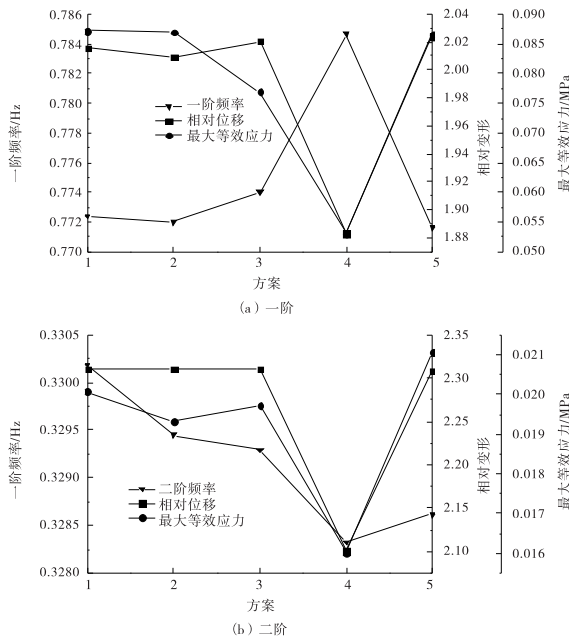 0.786
0.784
0.782
0.780
0.778
0.776
0.774
0.772
0.770
一阶频率/Hz
一阶频率
相对位移
最大等效应力
2.04
2.02
2.00
1.98
1.96
1.94
1.92
1.90
1.88
相对变形
0.090
0.085
0.080
0.075
0.070
0.065
0.060
0.055
0.050
最大等效应力/MPa
1 2 3 4 5
方案
(a)一阶
0.3305
0.3300
0.3295
0.3290
0.3285
0.3280
一阶频率/Hz
二阶频率
相对位移
最大等效应力
2.35
2.30
2.25
2.20
2.15
2.10
相对变形
0.021
0.020
0.019
0.018
0.017
0.016
最大等效应力/MPa
1 2 3 4 5
方案
(b)二阶